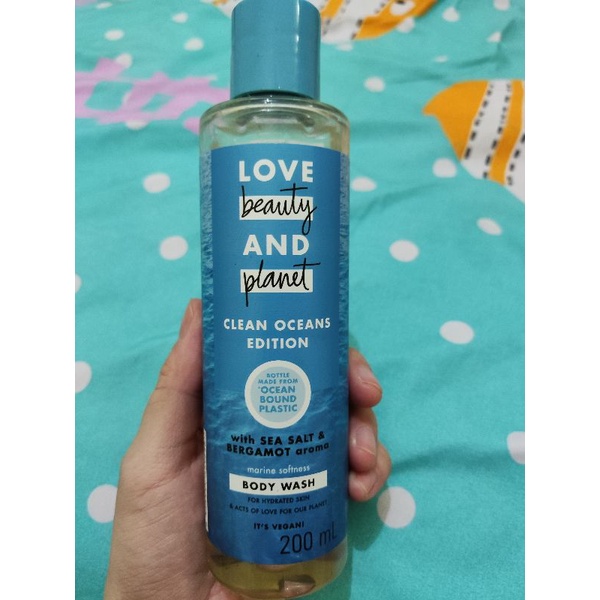 LOVE
beauty
AND
planet
CLEAN OCEANS
EDITION
BOTTLE
MADE FROM
*OCEAN
BOUND
PLASTIC
with SEA SALT &
BERGAMOT aroma
marine softness
BODY WASH
FOR HYDRATED SKIN
& ACTS OF LOVE FOR OUR PLANET
IT'S VEGAN!
200 mL